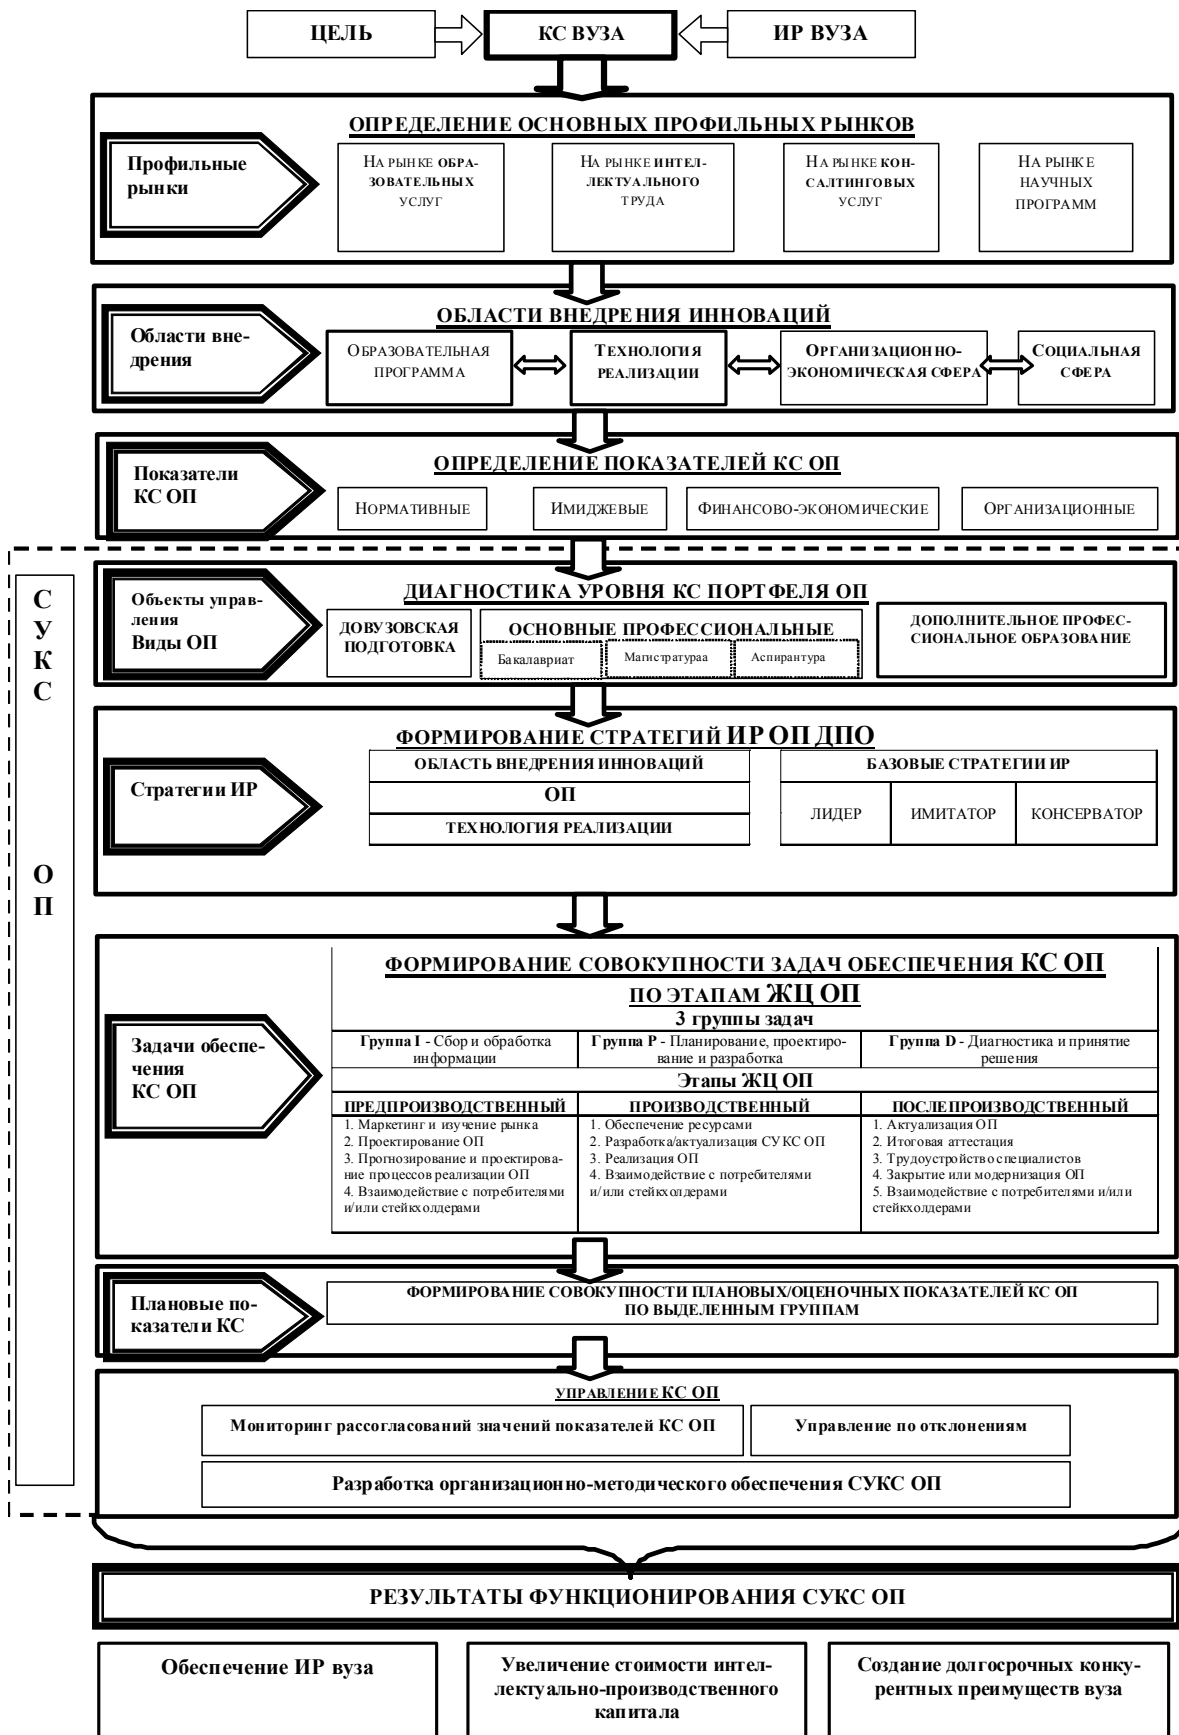 ЦЕЛЬ
КС ВУЗА
ИР ВУЗА
ОПРЕДЕЛЕНИЕ ОСНОВНЫХ ПРОФИЛЬНЫХ РЫНКОВ
Профильные
рынки
НА РЫНКЕ ОБРА-
ЗОВАТЕЛЬНЫХ
УСЛУГ
НА РЫНКЕ ИНТЕЛ-
ЛЕКТУАЛЬНОГО
ТРУДА
НА РЫНКЕ КОН-
САЛТИНГОВЫХ
УСЛУГ
НА РЫНКЕ
НАУЧНЫХ
ПРОГРАММ
ОБЛАСТИ ВНЕДРЕНИЯ ИННОВАЦИЙ
Области вне-
дрения
ОБРАЗОВАТЕЛЬНАЯ
ПРОГРАММА
ТЕХНОЛОГИЯ
РЕАЛИЗАЦИИ
ОРГАНИЗАЦИОННО-
ЭКОНОМИЧЕСКАЯ СФЕРА
СОЦИАЛЬНАЯ
СФЕРА
ОПРЕДЕЛЕНИЕ ПОКАЗАТЕЛЕЙ КС ОП
Показатели
КС ОП
НОРМАТИВНЫЕ
ИМИДЖЕВЫЕ
ФИНАНСОВО-ЭКОНОМИЧЕСКИЕ
ОРГАНИЗАЦИОННЫЕ
С
У
К
С
О
П
ДИАГНОСТИКА УРОВНЯ КС ПОРТФЕЛЯ ОП
Объекты управ-
ления
Виды ОП
ДОВУЗОВСКАЯ
ПОДГОТОВКА
ОСНОВНЫЕ ПРОФЕССИОНАЛЬНЫЕ
Бакалавриат
Магистратураа
Аспирантура
ДОПОЛНИТЕЛЬНОЕ ПРОФЕС-
СИОНАЛЬНОЕ ОБРАЗОВАНИЕ
ФОРМИРОВАНИЕ СТРАТЕГИЙ ИР ОП ДПО
Стратегии ИР
ОБЛАСТЬ ВНЕДРЕНИЯ ИННОВАЦИЙ
ОП
ТЕХНОЛОГИЯ РЕАЛИЗАЦИИ
БАЗОВЫЕ СТРАТЕГИИ ИР
ЛИДЕР
ИМИТАТОР
КОНСЕРВАТОР
ФОРМИРОВАНИЕ СОВОКУПНОСТИ ЗАДАЧ ОБЕСПЕЧЕНИЯ КС ОП
ПО ЭТАПАМ ЖЦ ОП
3 группы задач
Задачи обеспе-
чения
КС ОП
Группа I - Сбор и обработка
информации
Группа P - Планирование, проектиро-
вание и разработка
Группа D - Диагностика и принятие
решения
Этапы ЖЦ ОП
ПРЕДПРОИЗВОДСТВЕННЫЙ
1. Маркетинг и изучение рынка
2. Проектирование ОП
3. Прогнозирование и проектирова-
ние процессов реализации ОП
4. Взаимодействие с потребителями
и/или стейкхолдерами
ПРОИЗВОДСТВЕННЫЙ
1. Обеспечение ресурсами
2. Разработка/актуализация СУКС ОП
3. Реализация ОП
4. Взаимодействие с потребителями
и/или стейкхолдерами
ПОСЛЕПРОИЗВОДСТВЕННЫЙ
1. Актуализация ОП
2. Итоговая аттестация
3. Трудоустройство специалистов
4. Закрытие или модернизация ОП
5. Взаимодействие с потребителями и/или
стейкхолдерами
Плановые по-
казатели КС
ФОРМИРОВАНИЕ СОВОКУПНОСТИ ПЛАНОВЫХ/ОЦЕНОЧНЫХ ПОКАЗАТЕЛЕЙ КС ОП
ПО ВЫДЕЛЕННЫМ ГРУППАМ
УПРАВЛЕНИЕ КС ОП
Мониторинг рассогласований значений показателей КС ОП
Управление по отклонениям
Разработка организационно-методического обеспечения СУКС ОП
РЕЗУЛЬТАТЫ ФУНКЦИОНИРОВАНИЯ СУКС ОП
Обеспечение ИР вуза
Увеличение стоимости интел-
лектуально-производственного
капитала
Создание долгосрочных конку-
рентных преимуществ вуза